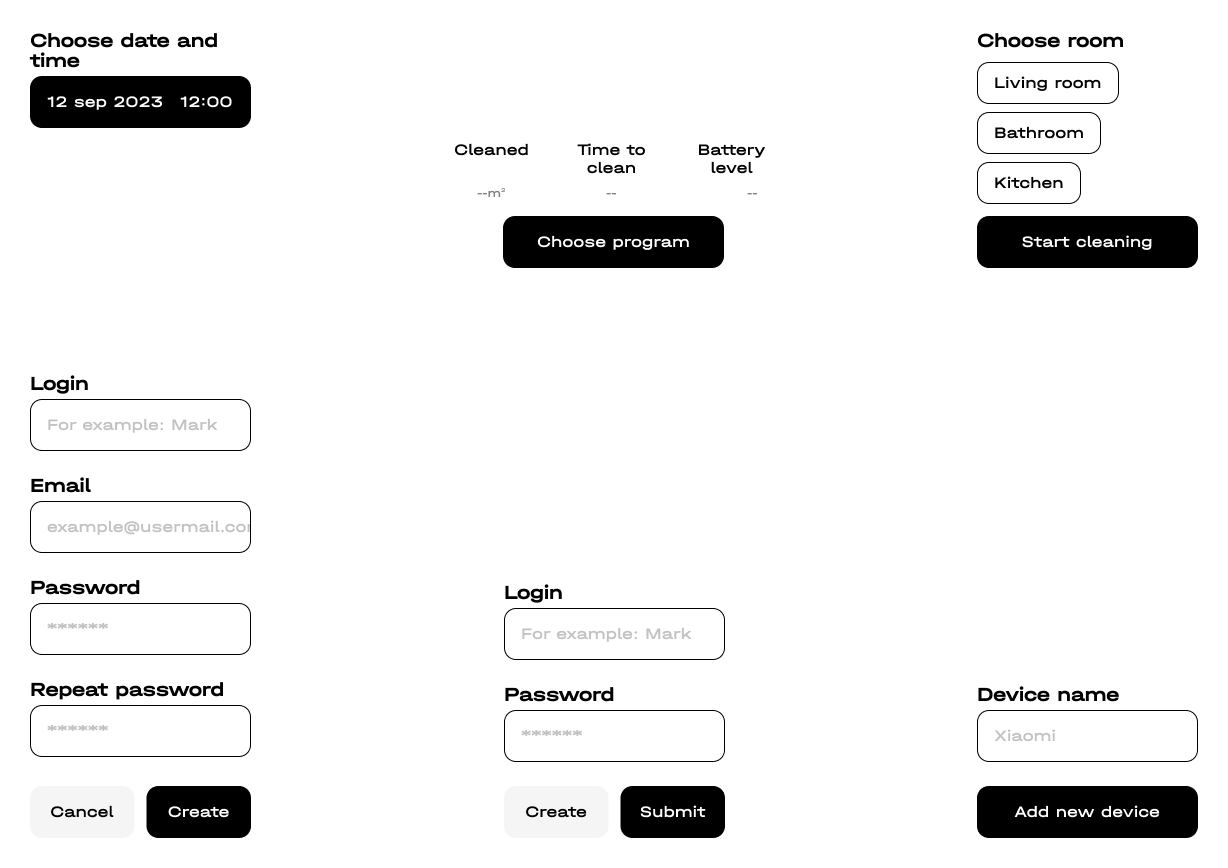 Choose date and
time
12 sep 2023 12:00
Cleaned
Time to
clean
Battery
level
--m²
--
--
Choose program
Choose room
Living room
Bathroom
Kitchen
Start cleaning
Login
For example: Mark
Email
example@usermail.co
Password
******
Repeat password
******
Cancel
Create
Login
For example: Mark
Password
******
Create
Submit
Device name
Xiaomi
Add new device